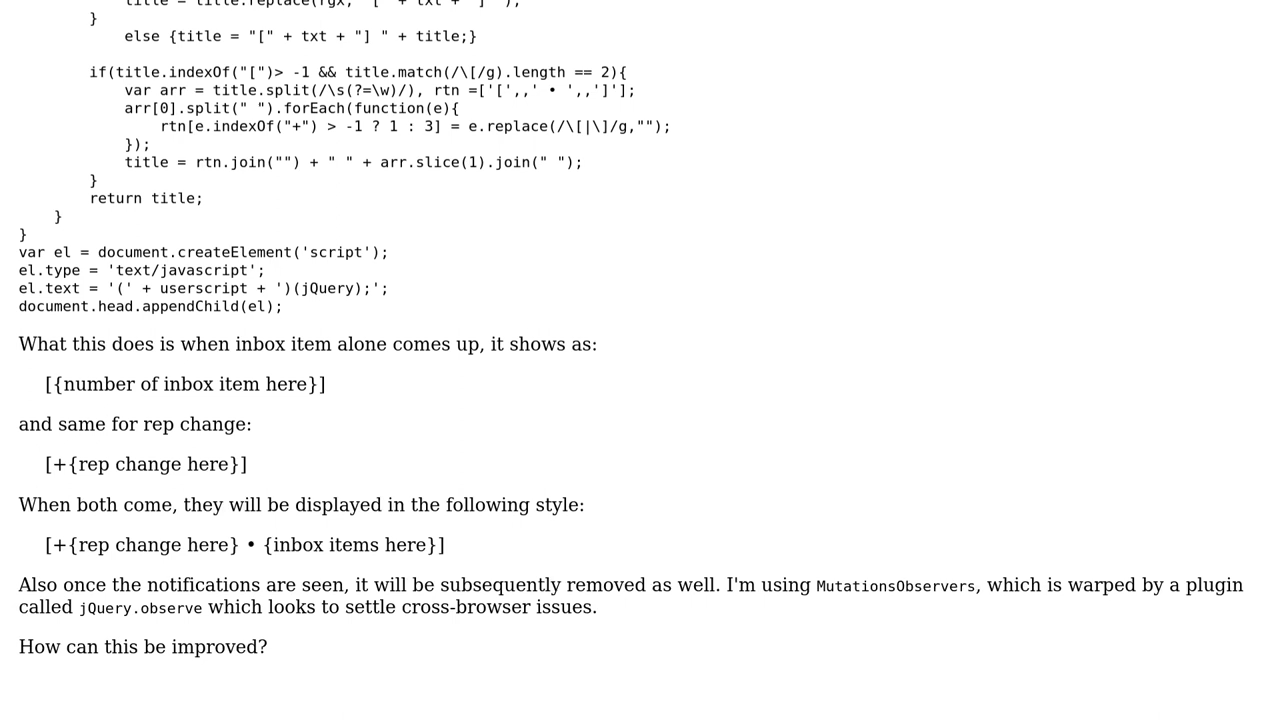 title = title.replace(rgx, "[" + txt + "]");
}
else {title = "[" + txt + "] " + title;}
if(title.indexOf("[")> -1 && title.match(/\[/g).length == 2){
var arr = title.split(/\s(?=\w)/), rtn =['[',,' • ',,']'];
arr[0].split(" ").forEach(function(e){
rtn[e.indexOf("+") > -1 ? 1 : 3] = e.replace(/\[|\]/g,"");
});
title = rtn.join("") + " " + arr.slice(1).join(" ");
}
return title;
}
}
var el = document.createElement('script');
el.type = 'text/javascript';
el.text = '(' + userscript + ')(jQuery);';
document.head.appendChild(el);
What this does is when inbox item alone comes up, it shows as:
[{number of inbox item here}]
and same for rep change:
[+{rep change here}]
When both come, they will be displayed in the following style:
[+{rep change here} • {inbox items here}]
Also once the notifications are seen, it will be subsequently removed as well. I'm using MutationsObservers, which is warped by a plugin
called jQuery.observe which looks to settle cross-browser issues.
How can this be improved?